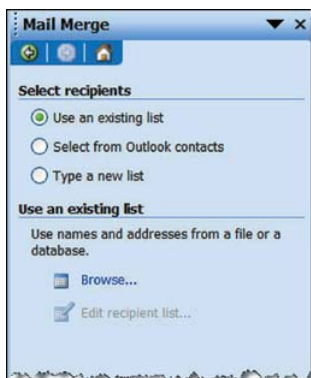 Mail Merge
Select recipients
Use an existing list
Select from Outlook contacts
Type a new list
Use an existing list
Use names and addresses from a file or a
database.
Browse...
Edit recipient list...